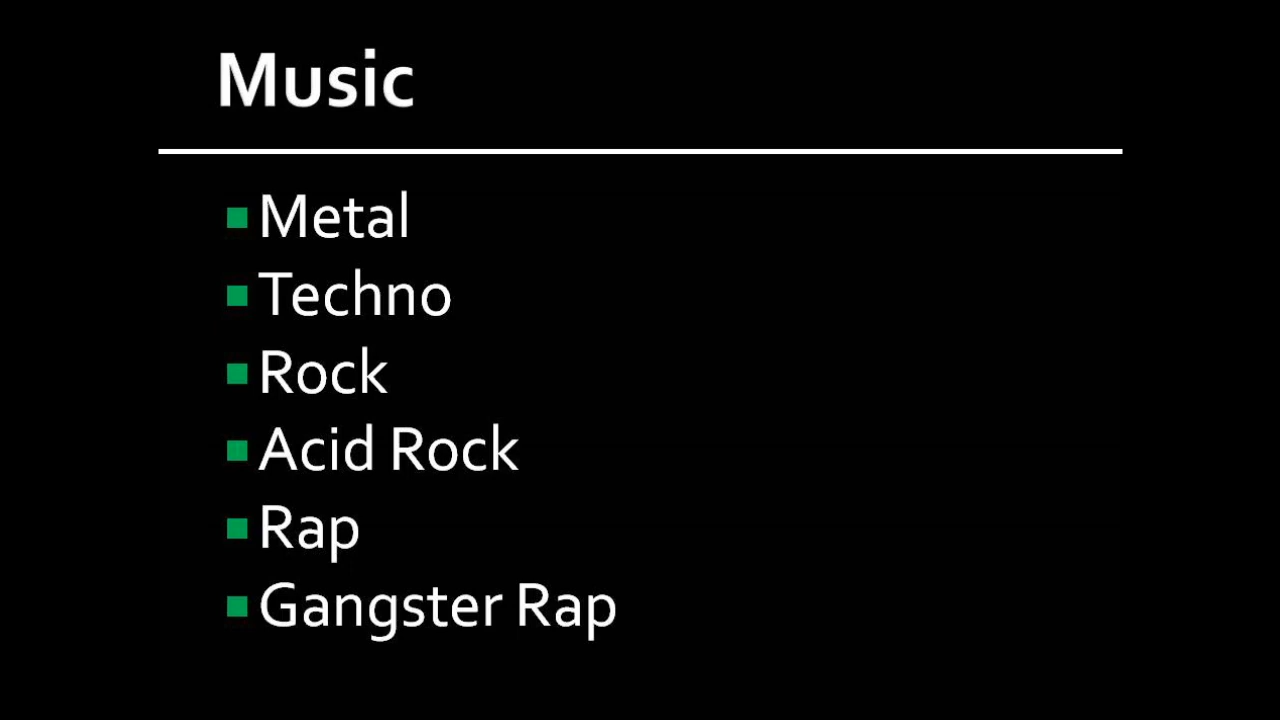 Music
Metal
Techno
Rock
Acid Rock
Rap
Gangster Rap